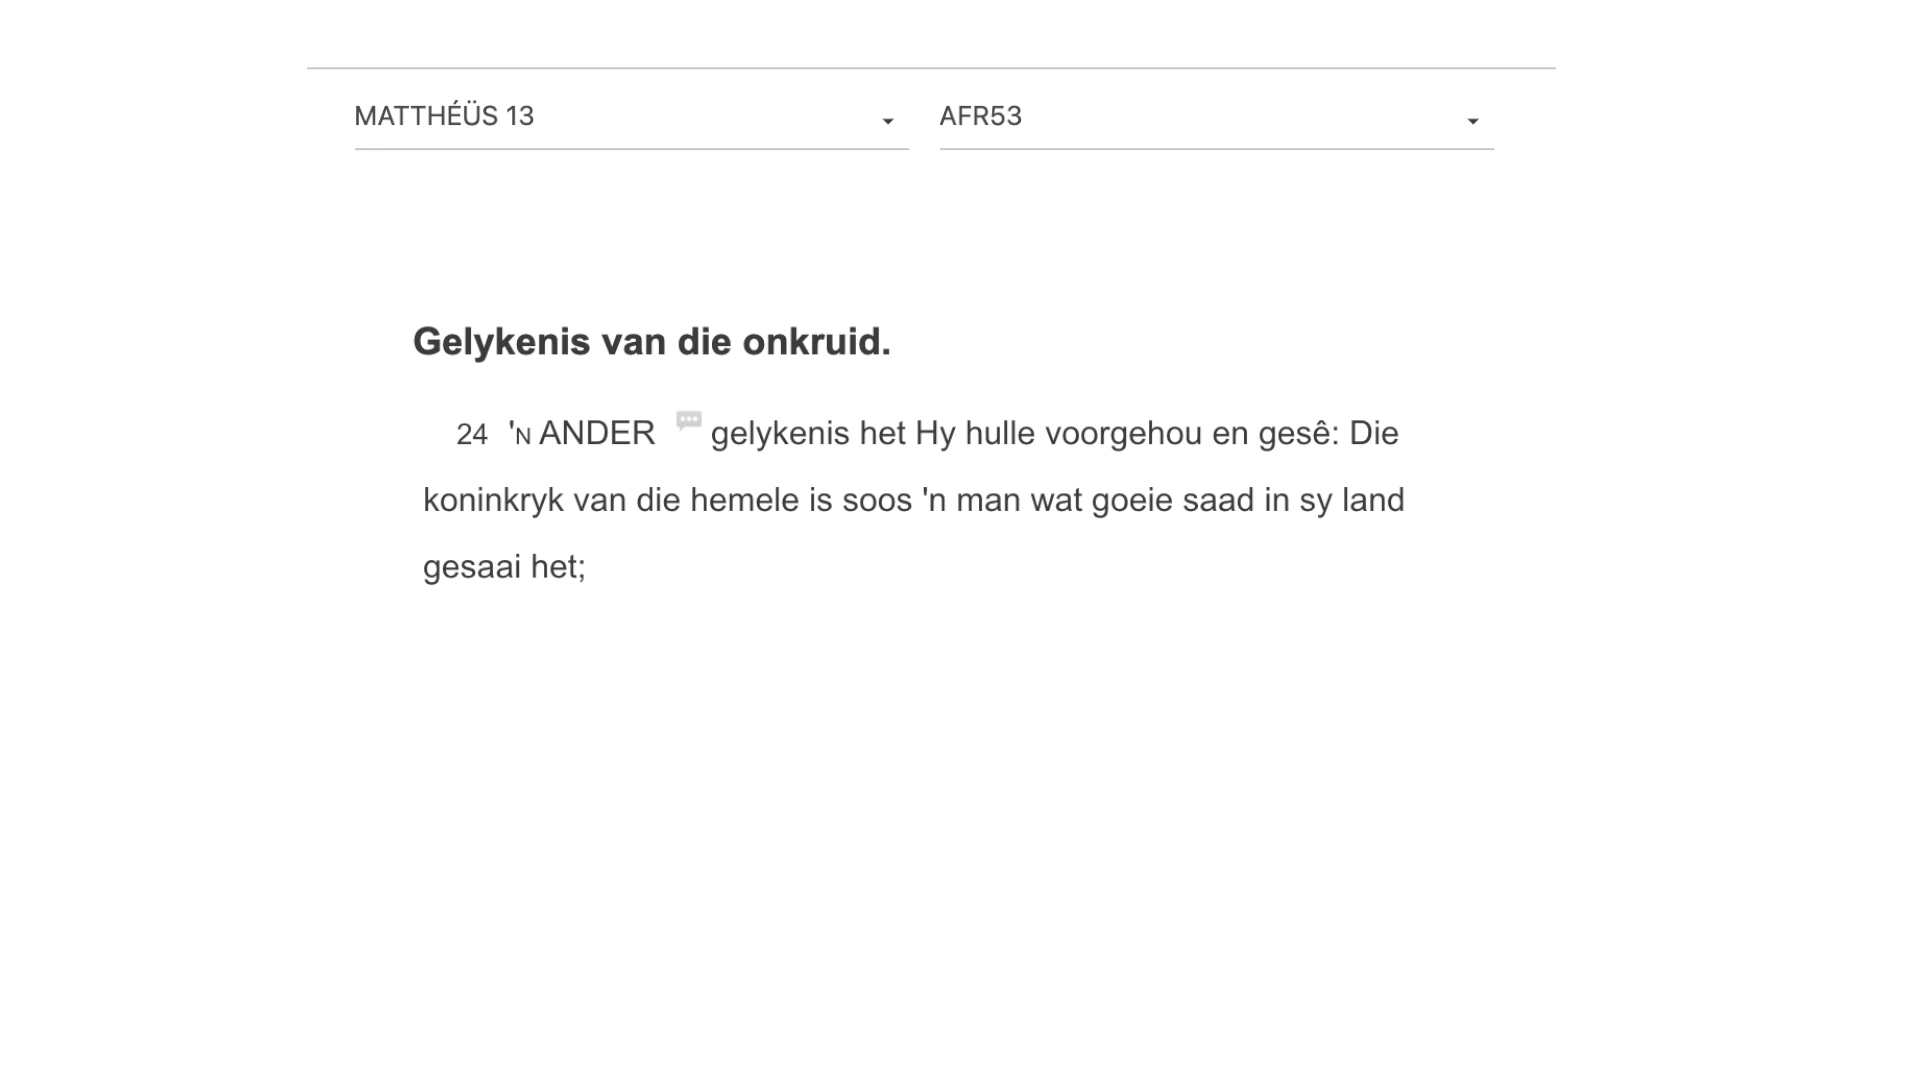 MATTHÉÜS 13
AFR53
Gelykenis van die onkruid.
24 'N ANDER gelykenis het Hy hulle voorgehou en gesê: Die
koninkryk van die hemele is soos 'n man wat goeie saad in sy land
gesaai het;